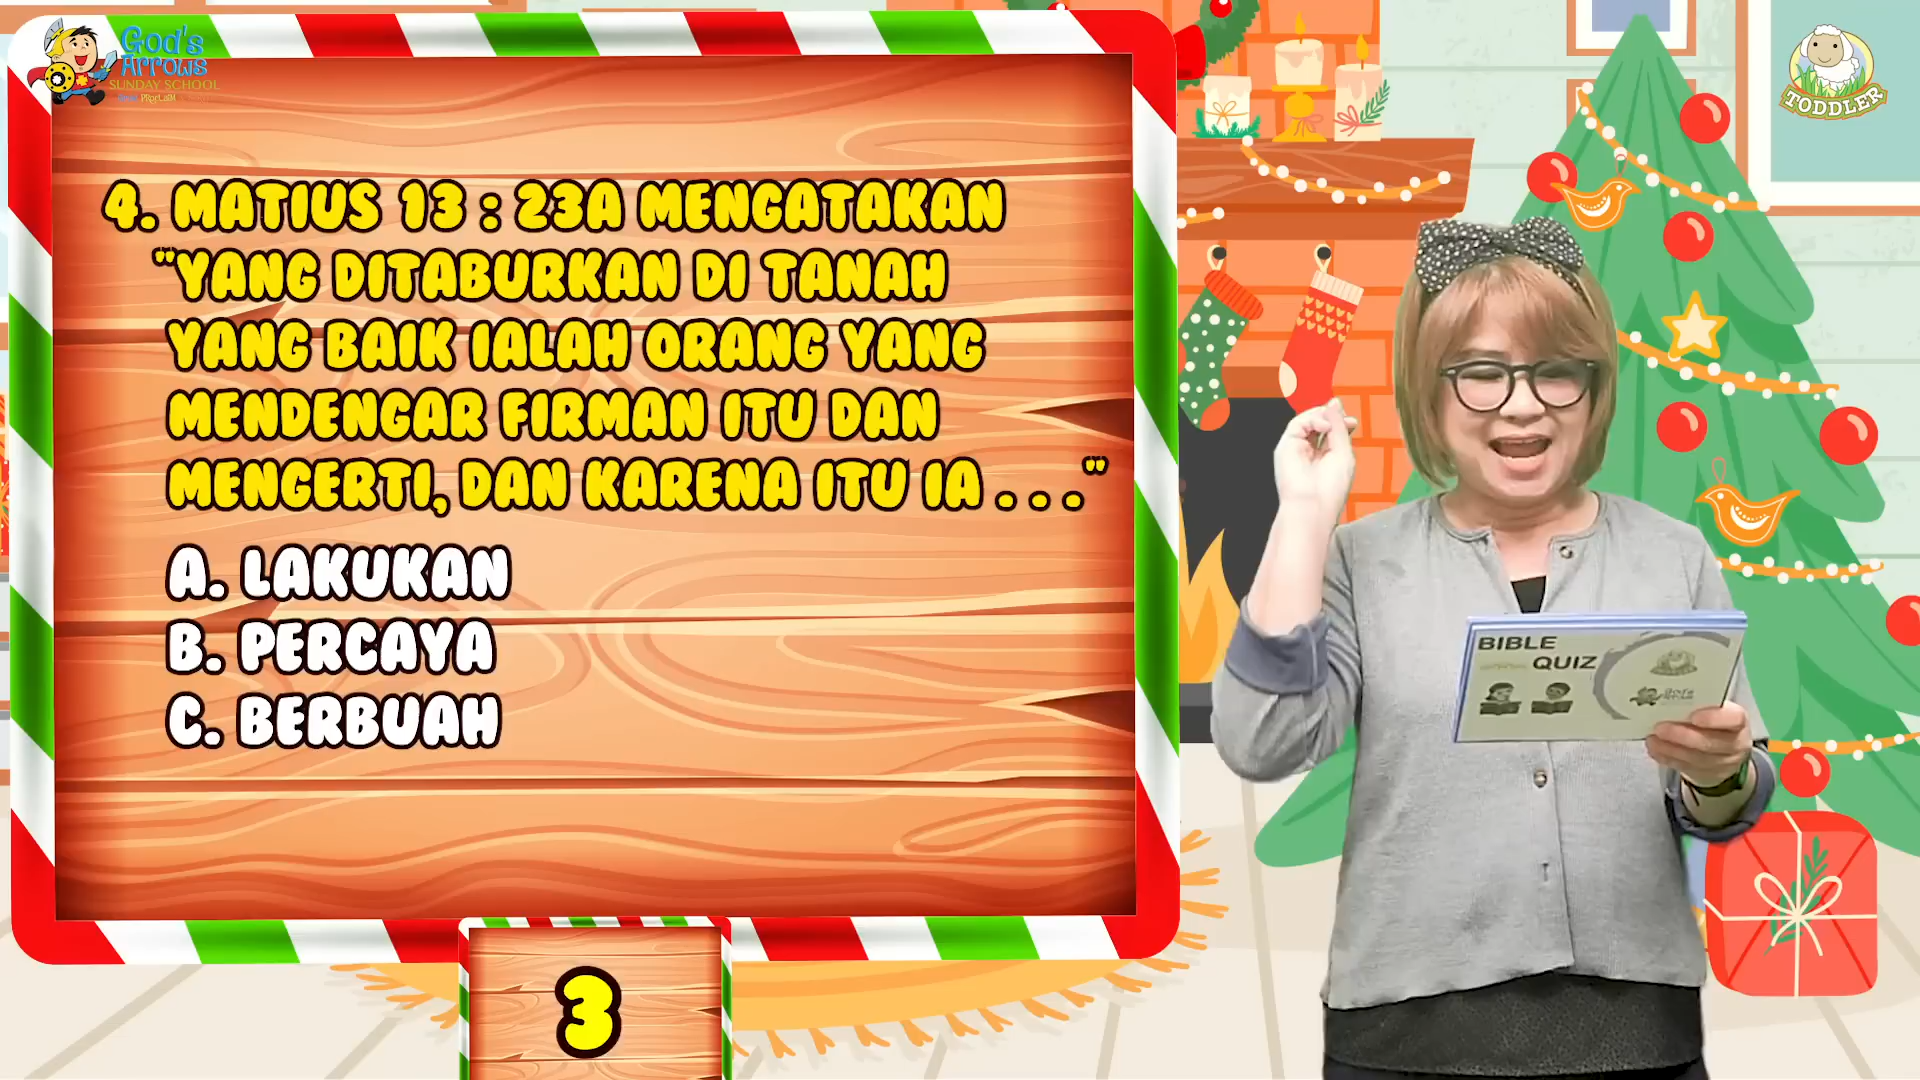 God's
Arrows
SUNDAY SCHOOL
TODDLER
4. MATIUS 13 : 23A MENGATAKAN
"YANG DITABURKAN DI TANAH
YANG BAIK IALAH ORANG YANG
MENDENGAR FIRMAN ITU DAN
MENGERTI, DAN KARENA ITU IA . . ."
A. LAKUKAN
B. PERCAYA
C. BERBUAH
BIBLE
QUIZ
3